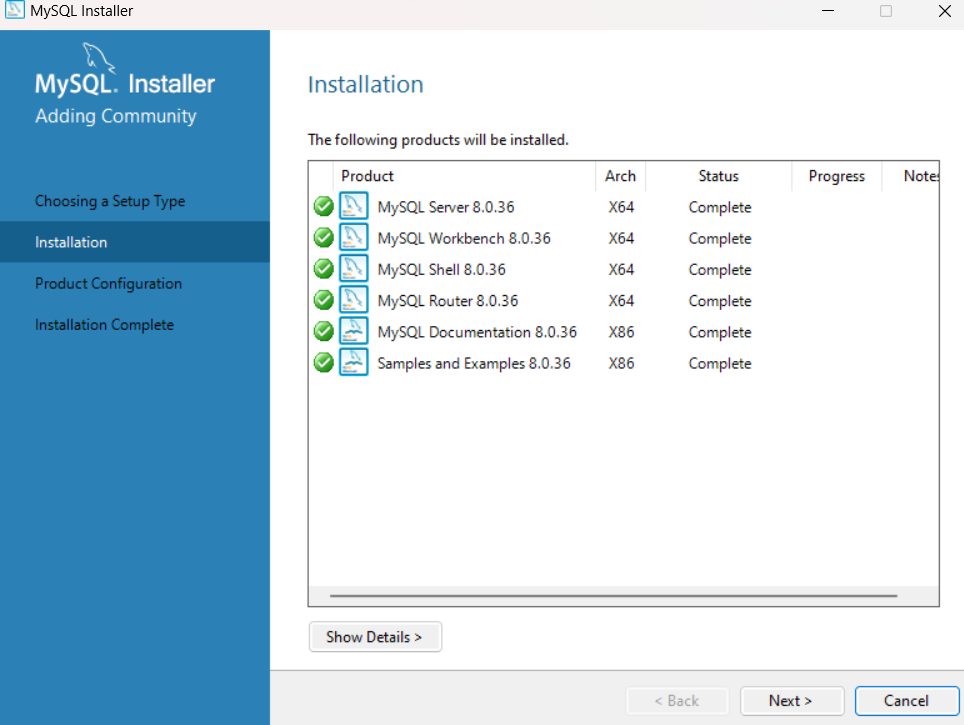 MySQL Installer
MySQL. Installer
Adding Community
Choosing a Setup Type
Installation
Product Configuration
Installation Complete
Installation
The following products will be installed.
Product Arch Status Progress Notes
MySQL Server 8.0.36 X64 Complete
MySQL Workbench 8.0.36 X64 Complete
MySQL Shell 8.0.36 X64 Complete
MySQL Router 8.0.36 X64 Complete
MySQL Documentation 8.0.36 X86 Complete
Samples and Examples 8.0.36 X86 Complete
Show Details >
< Back Next > Cancel